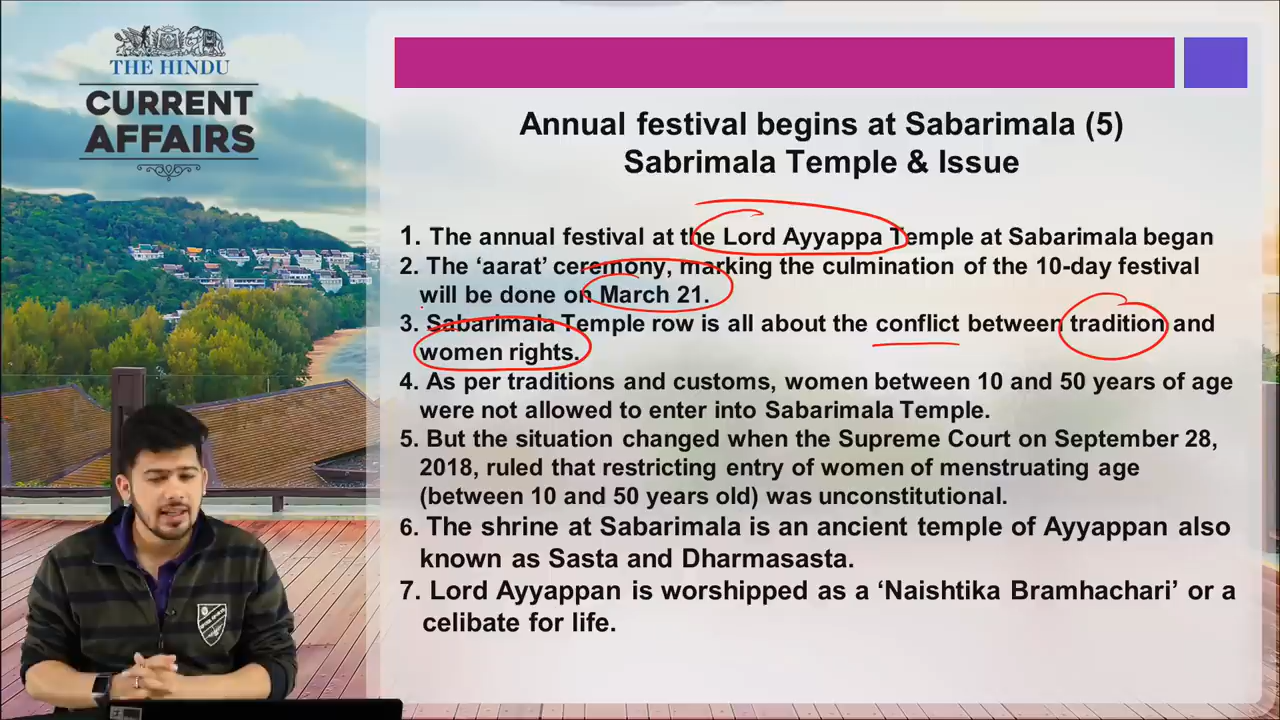 THE HINDU
CURRENT
AFFAIRS
Annual festival begins at Sabarimala (5)
Sabrimala Temple & Issue
1. The annual festival at the Lord Ayyappa Temple at Sabarimala began
2. The ‘aarat’ ceremony, marking the culmination of the 10-day festival
will be done on March 21.
3. Sabarimala Temple row is all about the conflict between tradition and
women rights.
4. As per traditions and customs, women between 10 and 50 years of age
were not allowed to enter into Sabarimala Temple.
5. But the situation changed when the Supreme Court on September 28,
2018, ruled that restricting entry of women of menstruating age
(between 10 and 50 years old) was unconstitutional.
6. The shrine at Sabarimala is an ancient temple of Ayyappan also
known as Sasta and Dharmasasta.
7. Lord Ayyappan is worshipped as a ‘Naishtika Bramhachari’ or a
celibate for life.